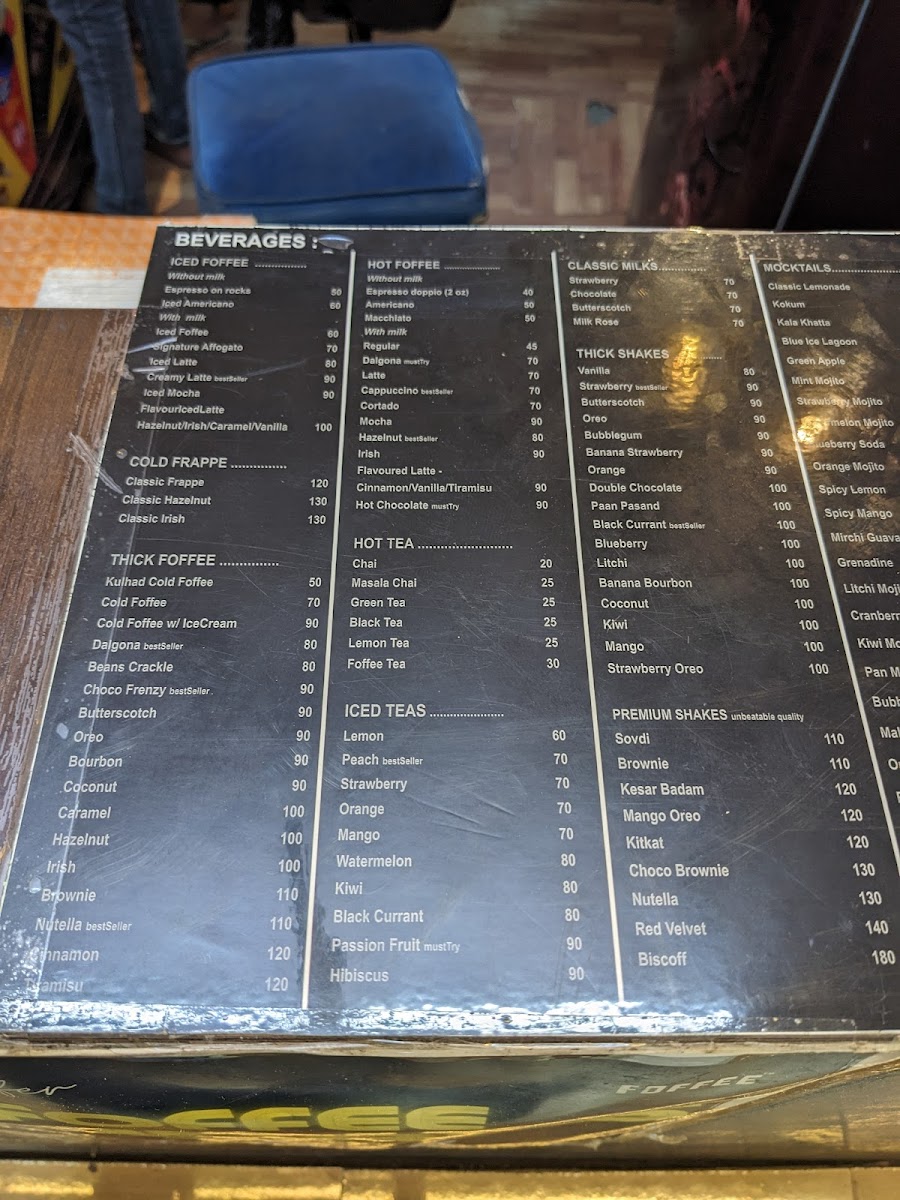 BEVERAGES :
ICED FOFFEE ................
Without milk
Espresso on rocks 50
Iced Americano 60
With milk
Iced Foffee 60
Signature Affogato 70
Iced Latte 80
Creamy Latte bestSeller 90
Iced Mocha 90
FlavourIcedLatte
Hazelnut/Irish/Caramel/Vanilla 100
COLD FRAPPE ...............
Classic Frappe 120
Classic Hazelnut 130
Classic Irish 130
THICK FOFFEE ...............
Kulhad Cold Foffee 50
Cold Foffee 70
Cold Foffee w/ IceCream 90
Dalgona bestSeller 80
Beans Crackle 80
Choco Frenzy bestSeller. 90
Butterscotch 90
Oreo 90
Bourbon 90
Coconut 90
Caramel 100
Hazelnut 100
Irish 100
Brownie 110
Nutella bestSeller 110
Cinnamon 120
Tiramisu 120
HOT FOFFEE .................
Without milk
Espresso doppio (2 oz) 40
Americano 50
Macchiato 50
With milk
Regular 45
Dalgona mustTry 70
Latte 70
Cappuccino bestSeller 70
Cortado 70
Mocha 90
Hazelnut bestSeller 80
Irish 90
Flavoured Latte -
Cinnamon/Vanilla/Tiramisu 90
Hot Chocolate mustTry 90
HOT TEA ........................
Chai 20
Masala Chai 25
Green Tea 25
Black Tea 25
Lemon Tea 25
Foffee Tea 30
ICED TEAS ......................
Lemon 60
Peach bestSeller 70
Strawberry 70
Orange 70
Mango 70
Watermelon 80
Kiwi 80
Black Currant 80
Passion Fruit mustTry 90
Hibiscus 90
CLASSIC MILKS..............
Strawberry 70
Chocolate 70
Butterscotch 70
Milk Rose 70
THICK SHAKES
Vanilla 80
Strawberry bestSeller 90
Butterscotch 90
Oreo 90
Bubblegum 90
Banana Strawberry 90
Orange 90
Double Chocolate 100
Paan Pasand 100
Black Currant bestSeller 100
Blueberry 100
Litchi 100
Banana Bourbon 100
Coconut 100
Kiwi 100
Mango 100
Strawberry Oreo 100
PREMIUM SHAKES unbeatable quality
Sovdi 110
Brownie 110
Kesar Badam 120
Mango Oreo 120
Kitkat 120
Choco Brownie 130
Nutella 130
Red Velvet 140
Biscoff 180
MOCKTAILS......................
Classic Lemonade
Kokum
Kala Khatta
Blue Ice Lagoon
Green Apple
Mint Mojito
Strawberry Mojito
Mojito
Blueberry Soda
Orange Mojito
Spicy Lemon
Spicy Mango
Mirchi Guava
Grenadine
Litchi Moji
Cranberr
Kiwi Mo
Pan M
Bubb
FOFFEE
FOFFEE